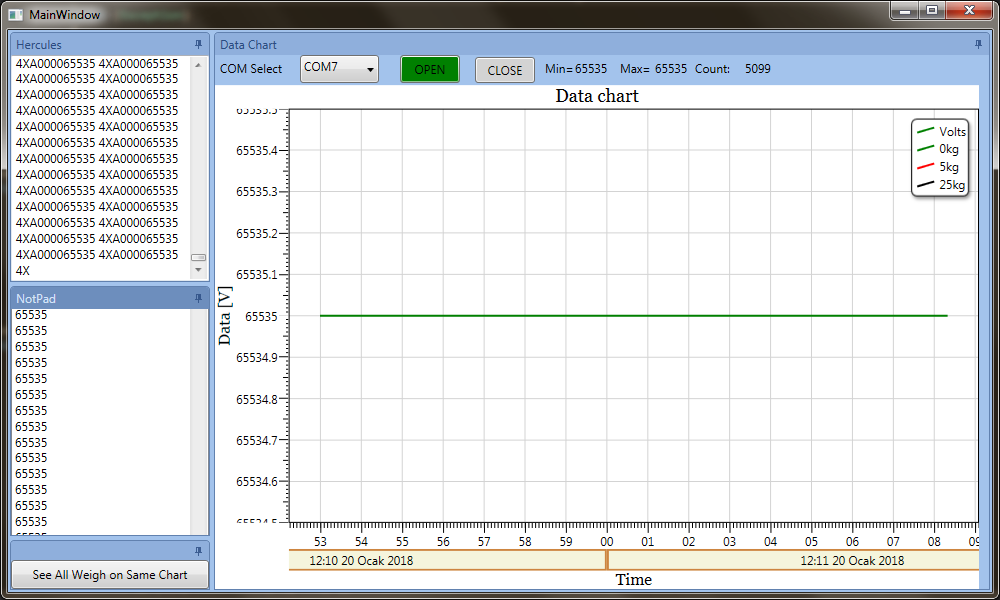 MainWindow
Hercules
4XA000065535 4XA000065535
4XA000065535 4XA000065535
4XA000065535 4XA000065535
4XA000065535 4XA000065535
4XA000065535 4XA000065535
4XA000065535 4XA000065535
4XA000065535 4XA000065535
4XA000065535 4XA000065535
4XA000065535 4XA000065535
4XA000065535 4XA000065535
4XA000065535 4XA000065535
4XA000065535 4XA000065535
4XA000065535 4XA000065535
4X
NotPad
65535
65535
65535
65535
65535
65535
65535
65535
65535
65535
65535
65535
65535
65535
See All Weigh on Same Chart
Data Chart
COM Select COM7 OPEN CLOSE Min= 65535 Max= 65535 Count: 5099
Data chart
Volts
0kg
5kg
25kg
65535.5
65535.4
65535.3
65535.2
65535.1
65535
65534.9
65534.8
65534.7
65534.6
65534.5
Data [V]
53 54 55 56 57 58 59 00 01 02 03 04 05 06 07 08 09
12:10 20 Ocak 2018 12:11 20 Ocak 2018
Time